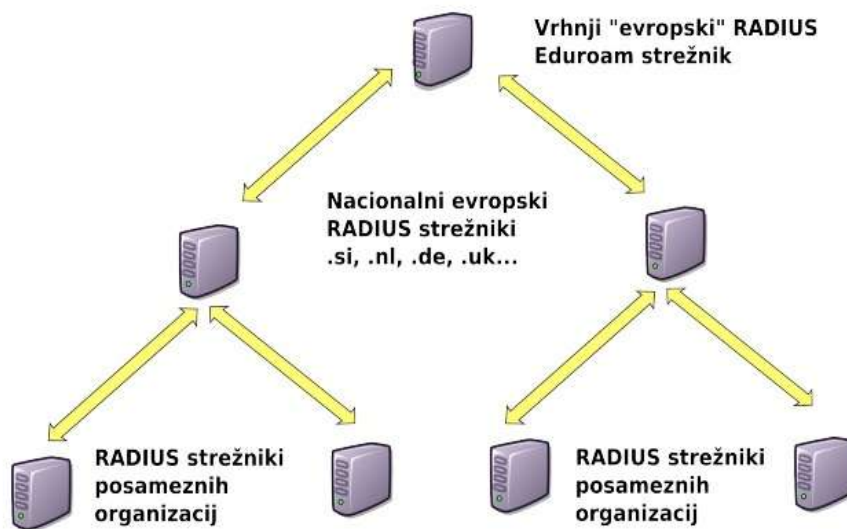 Vrhnji "evropski" RADIUS
Eduroam strežnik
Nacionalni evropski
RADIUS strežniki
.si, .nl, .de, .uk...
RADIUS strežniki
posameznih
organizacij
RADIUS strežniki
posameznih
organizacij